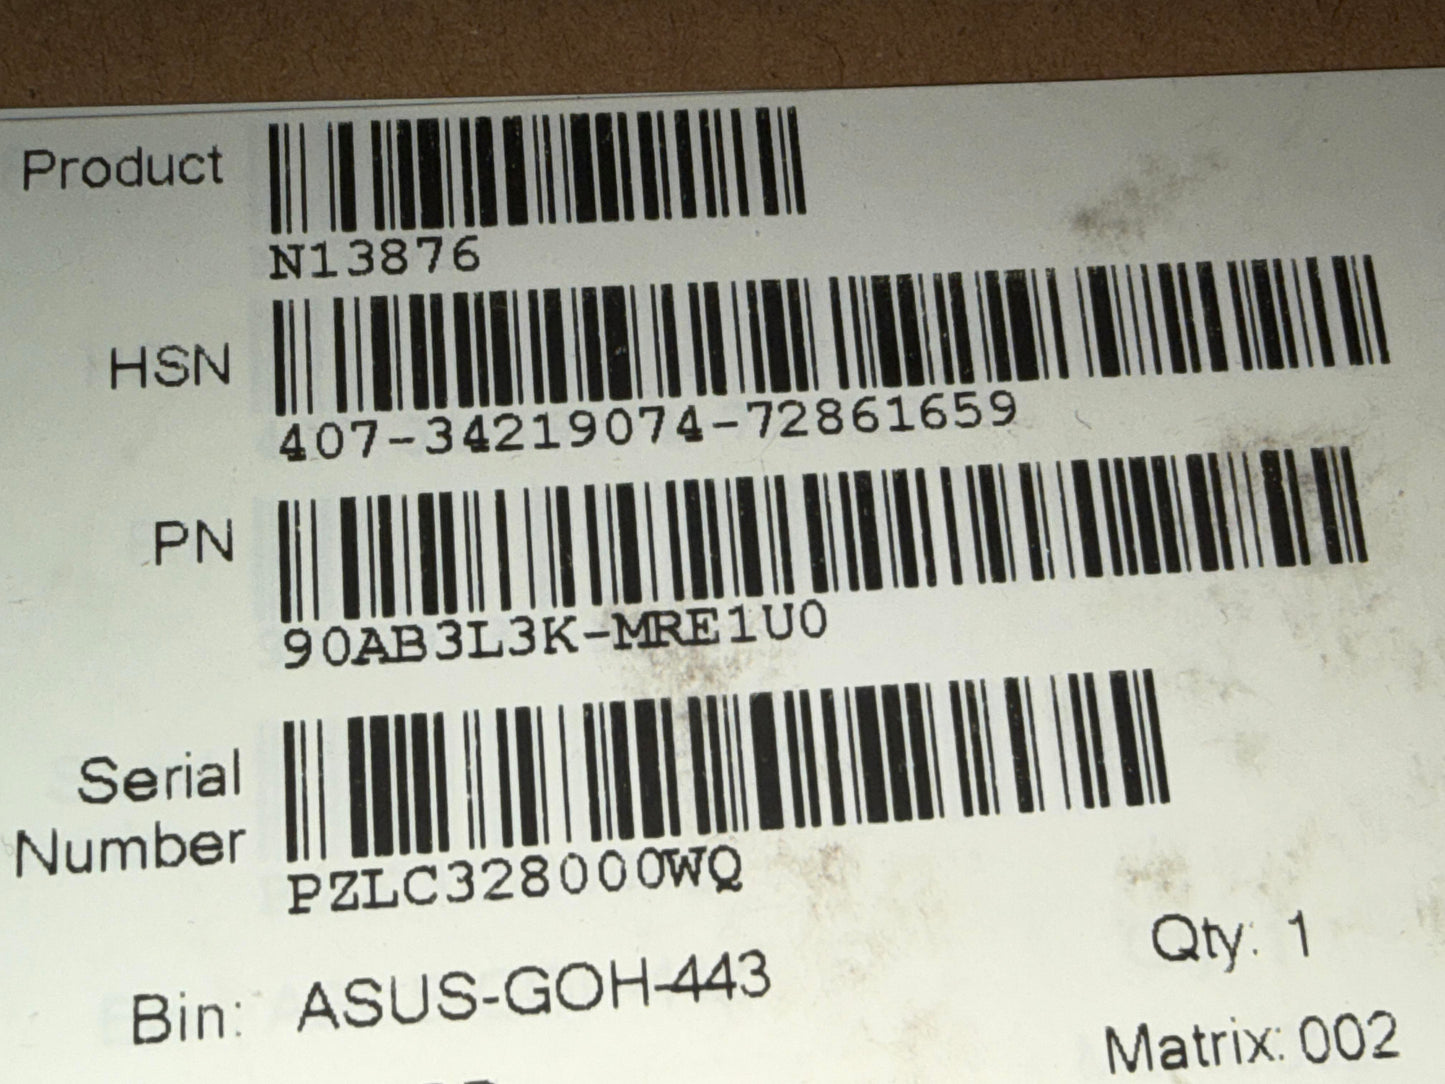 Product
N13876
HSN
407-34219074-72861659
PN
90AB3L3K-MRE1U0
Serial
Number
PZLC328000WQ
Qty: 1
Bin: ASUS-GOH-443
Matrix: 002